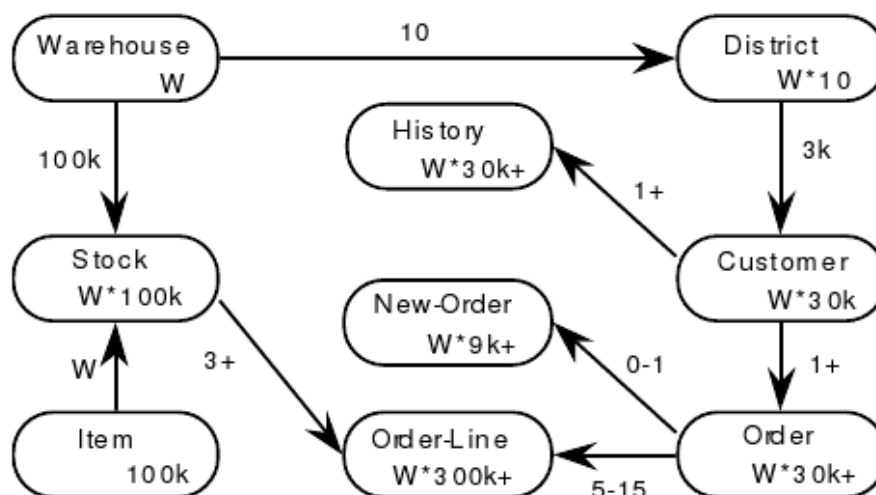 Warehouse
W
10
District
W*10
100k
History
W*30k+
3k
1+
Stock
W*100k
Customer
W*30k
New-Order
W*9k+
W
3+
0-1
1+
Item
100k
Order-Line
W*300k+
5-15
Order
W*30k+